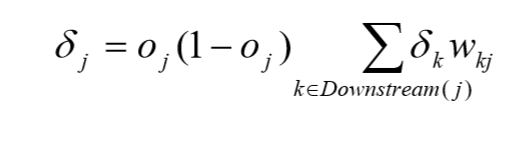 δ_j = o_j(1−o_j) ∑ δ_k w_kj
k∈Downstream(j)